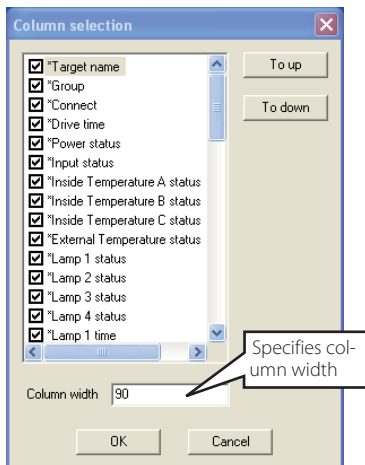 Column selection
*Target name
To up
*Group
*Connect
To down
*Drive time
*Power status
*Input status
*Inside Temperature A status
*Inside Temperature B status
*Inside Temperature C status
*External Temperature status
*Lamp 1 status
*Lamp 2 status
*Lamp 3 status
*Lamp 4 status
*Lamp 1 time
Specifies col-
umn width
Column width 90
OK Cancel